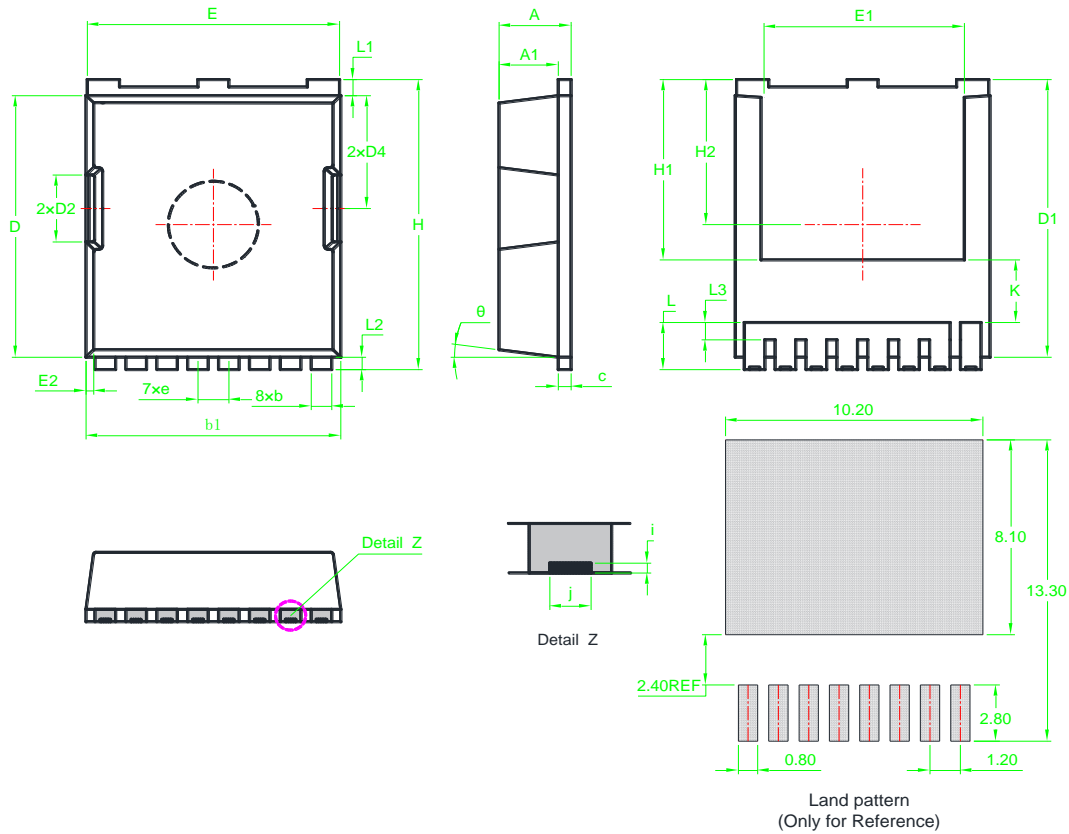 E
L1
2×D4
2×D2
D
H
L2
E2
7×e
8×b
b1
A
A1
θ
c
E1
H1
H2
D1
K
L3
L
Detail Z
i
j
Detail Z
10.20
8.10
13.30
2.40REF
2.80
0.80
1.20
Land pattern
(Only for Reference)